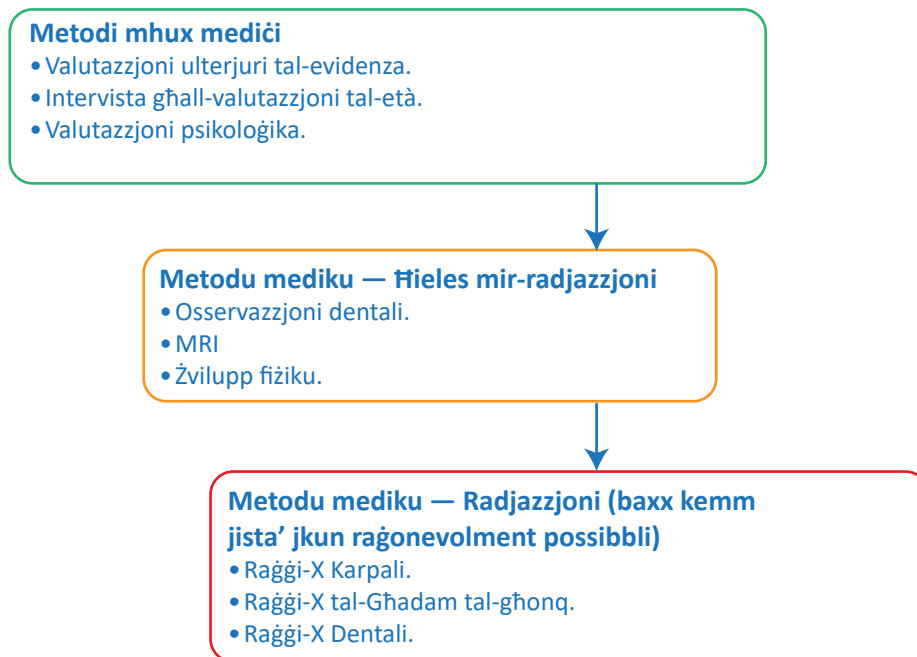 Metodi mhux mediċi
• Valutazzjoni ulterjuri tal-evidenza.
• Intervista għall-valutazzjoni tal-età.
• Valutazzjoni psikoloġika.
Metodu mediku — Ħieles mir-radjazzjoni
• Osservazzjoni dentali.
• MRI
• Żvilupp fiżiku.
Metodu mediku — Radjazzjoni (baxx kemm
jista’ jkun raġonevolment possibbli)
• Raġġi-X Karpali.
• Raġġi-X tal-Għadam tal-għonq.
• Raġġi-X Dentali.